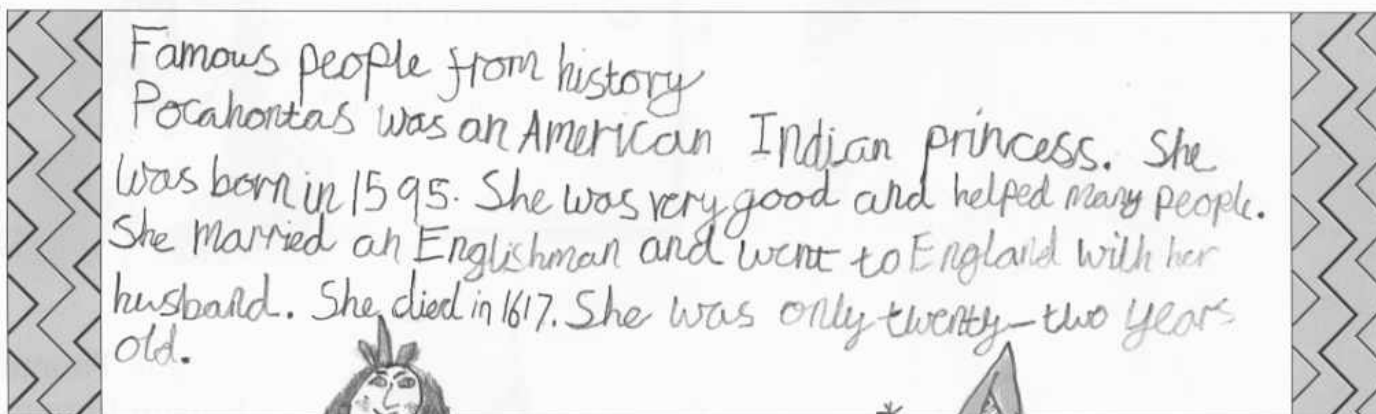 Famous people from history
Pocahontas was an American Indian princess. She
was born in 1595. She was very good and helped many people.
She married an Englishman and went to England with her
husband. She died in 1617. She was only twenty-two years
old.